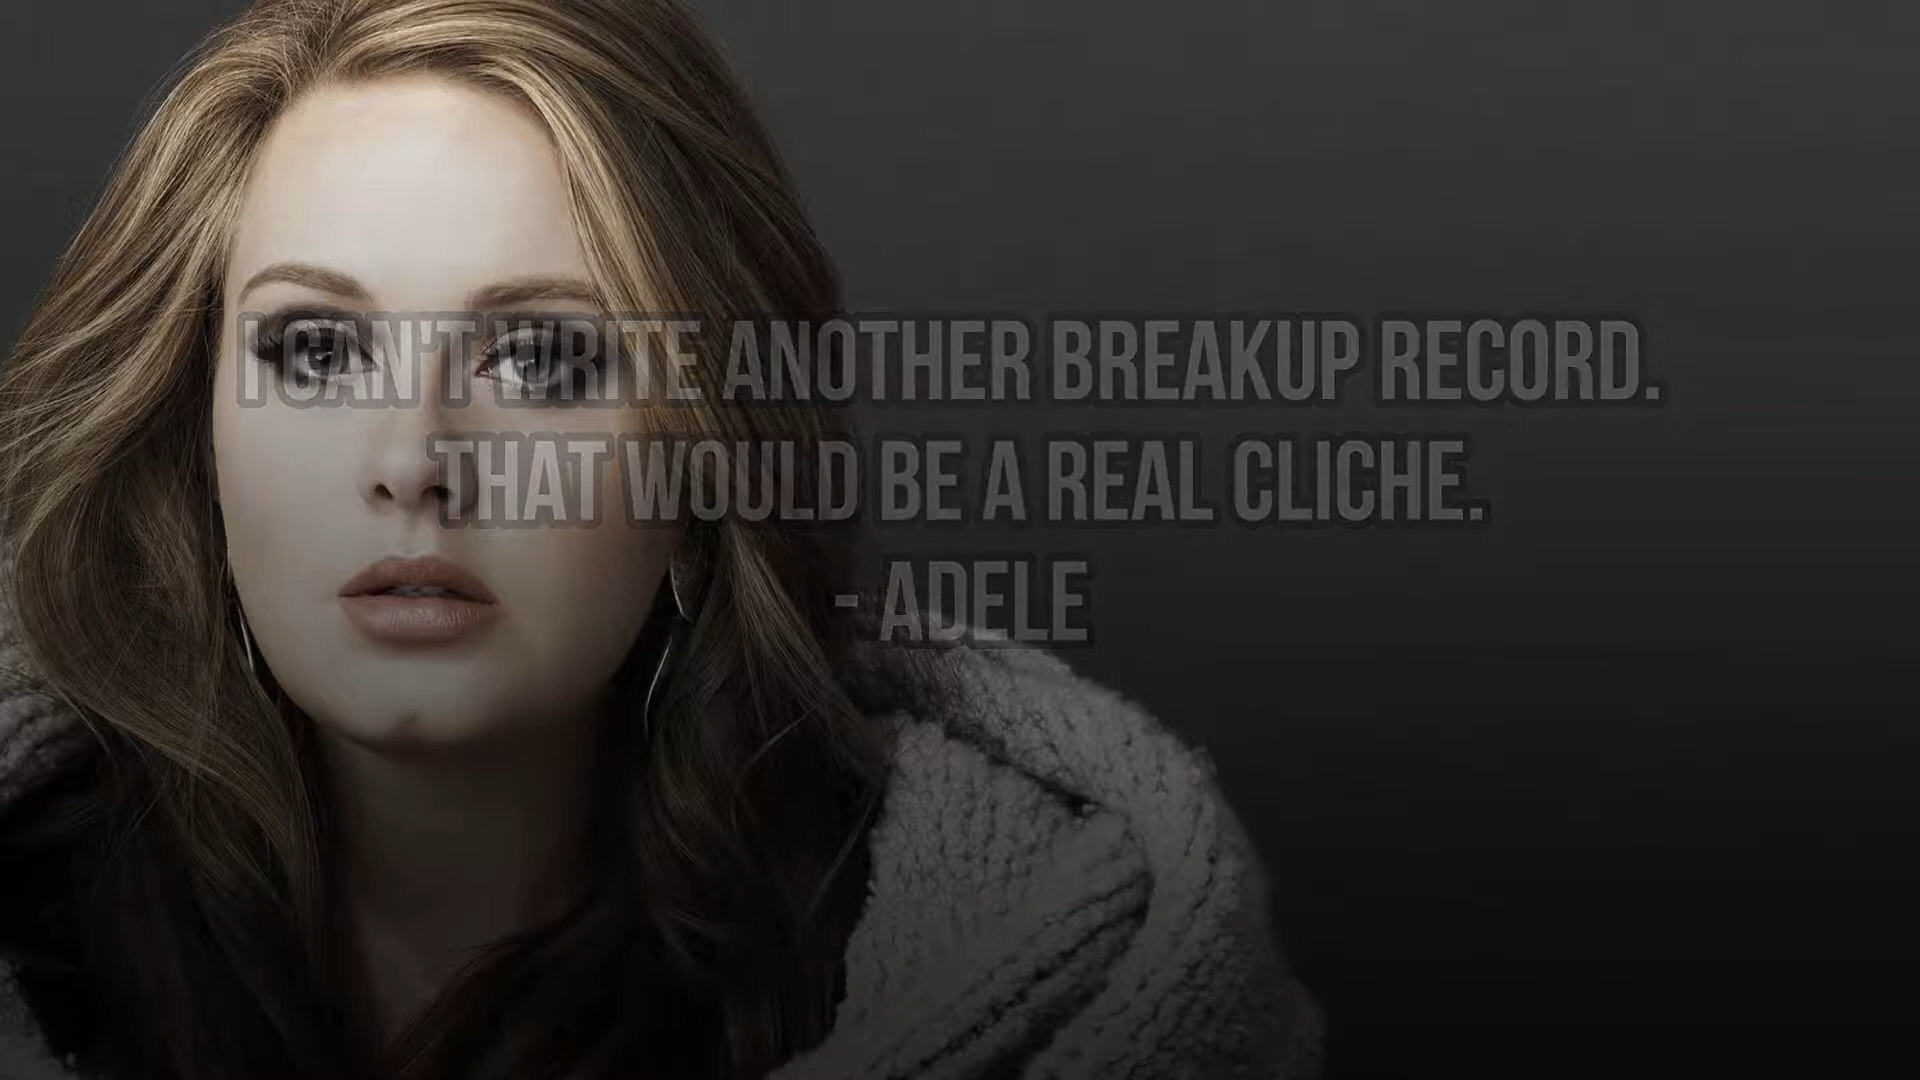 I CAN'T WRITE ANOTHER BREAKUP RECORD.
THAT WOULD BE A REAL CLICHE.
- ADELE